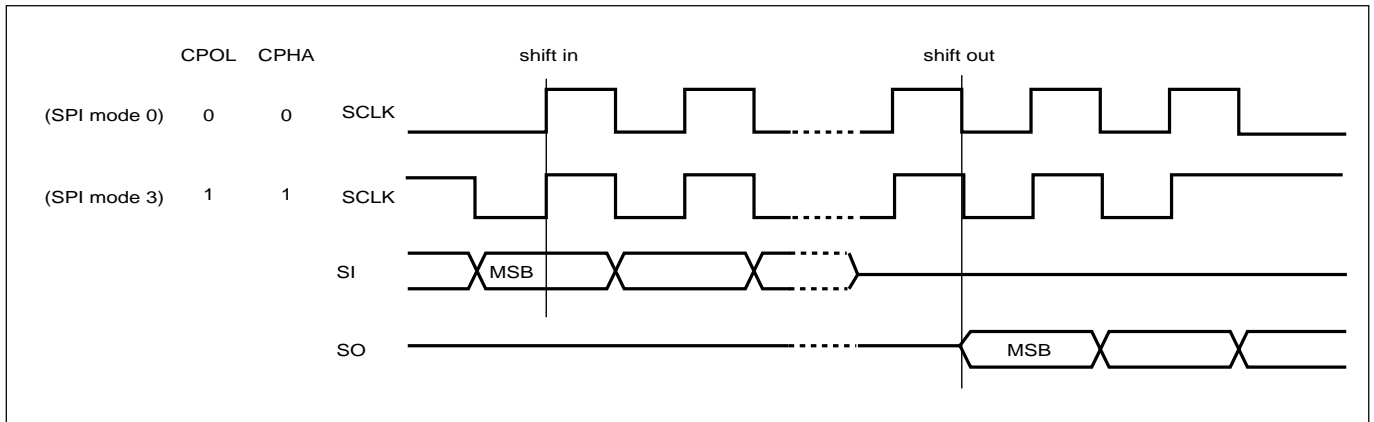 CPOL CPHA shift in shift out
(SPI mode 0) 0 0 SCLK
(SPI mode 3) 1 1 SCLK
SI MSB
SO MSB